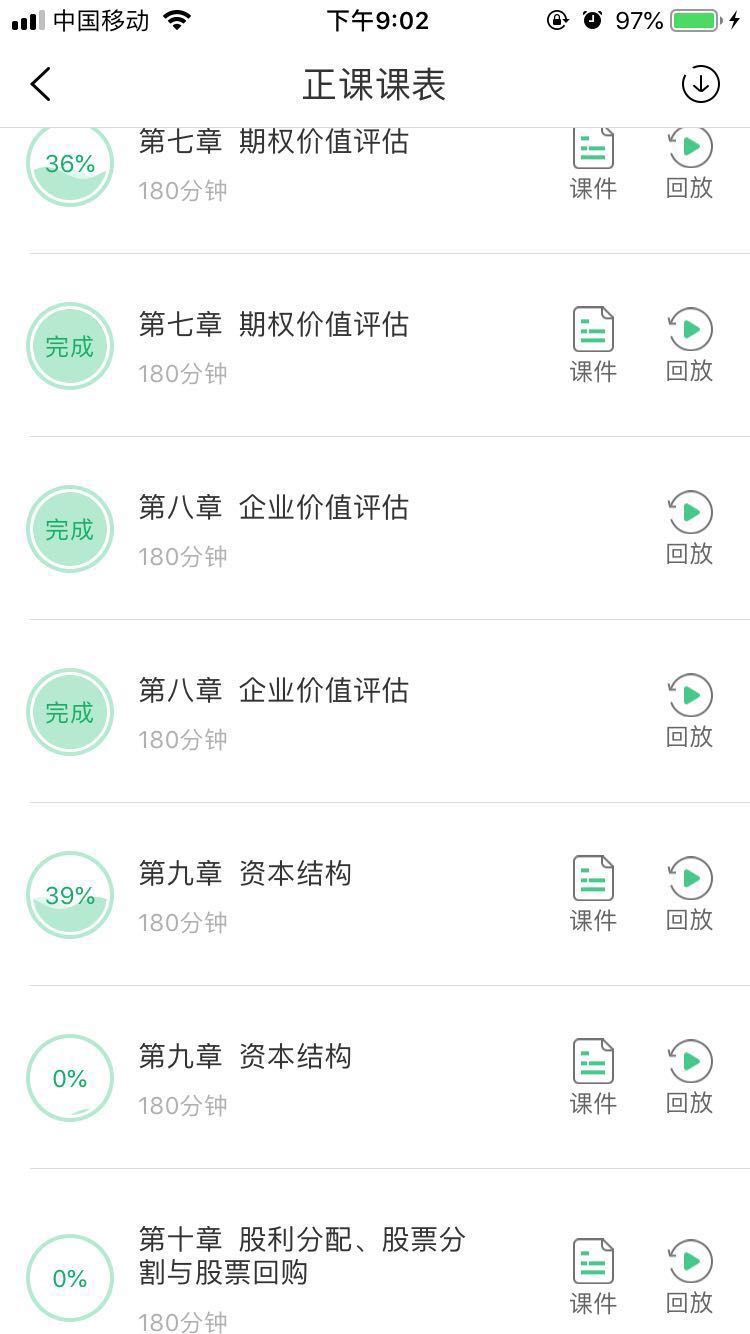 中国移动 下午9:02 97%
正课课表
36% 第七章 期权价值评估
180分钟 课件 回放
完成 第七章 期权价值评估
180分钟 课件 回放
完成 第八章 企业价值评估
180分钟 回放
完成 第八章 企业价值评估
180分钟 回放
39% 第九章 资本结构
180分钟 课件 回放
0% 第九章 资本结构
180分钟 课件 回放
第十章 股利分配、股票分
0% 割与股票回购
180分钟 课件 回放